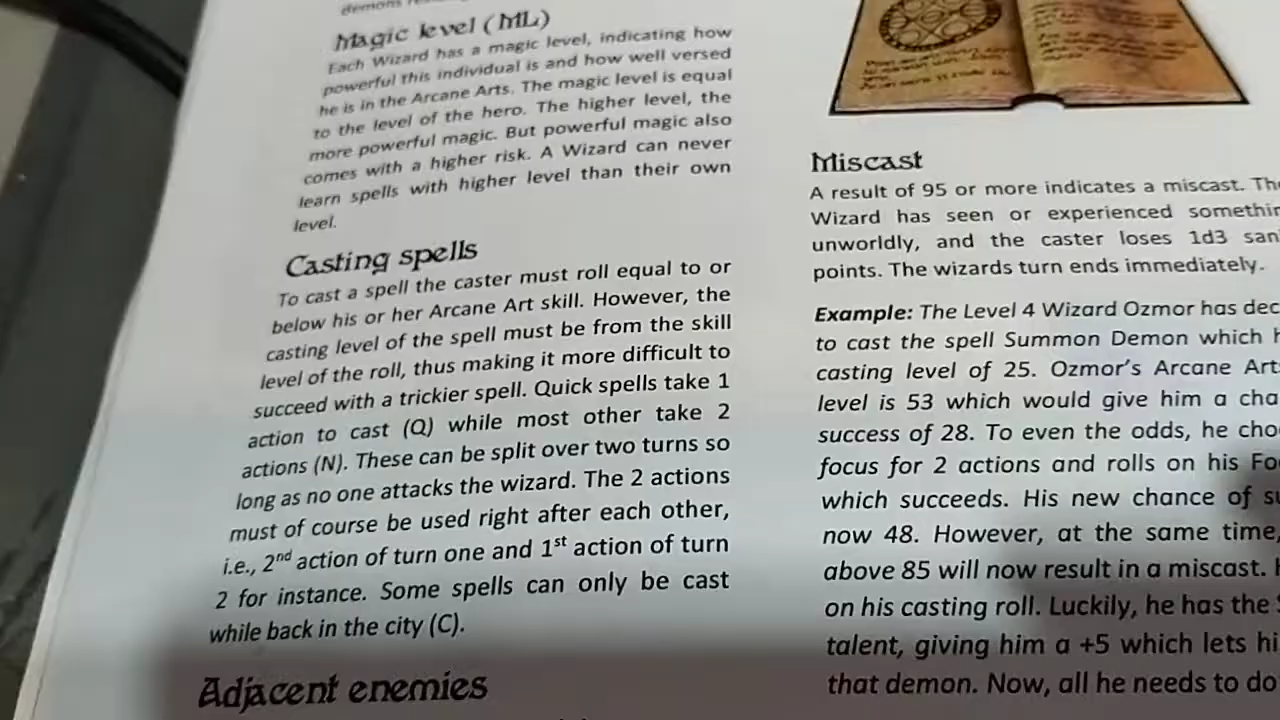 demons
Magic level (ML)
Each Wizard has a magic level, indicating how
powerful this individual is and how well versed
he is in the Arcane Arts. The magic level is equal
to the level of the hero. The higher level, the
more powerful magic. But powerful magic also
comes with a higher risk. A Wizard can never
learn spells with higher level than their own
level.
Casting spells
To cast a spell the caster must roll equal to or
below his or her Arcane Art skill. However, the
casting level of the spell must be from the skill
level of the roll, thus making it more difficult to
succeed with a trickier spell. Quick spells take 1
action to cast (Q) while most other take 2
actions (N). These can be split over two turns so
long as no one attacks the wizard. The 2 actions
must of course be used right after each other,
i.e., 2nd action of turn one and 1st action of turn
2 for instance. Some spells can only be cast
while back in the city (C).
Adjacent enemies
Miscast
A result of 95 or more indicates a miscast. The
Wizard has seen or experienced somethin
unworldly, and the caster loses 1d3 san
points. The wizards turn ends immediately.
Example: The Level 4 Wizard Ozmor has dec
to cast the spell Summon Demon which h
casting level of 25. Ozmor's Arcane Art
level is 53 which would give him a cha
success of 28. To even the odds, he cho
focus for 2 actions and rolls on his Fo
which succeeds. His new chance of su
now 48. However, at the same time,
above 85 will now result in a miscast.
on his casting roll. Luckily, he has the
talent, giving him a +5 which lets hi
that demon. Now, all he needs to do